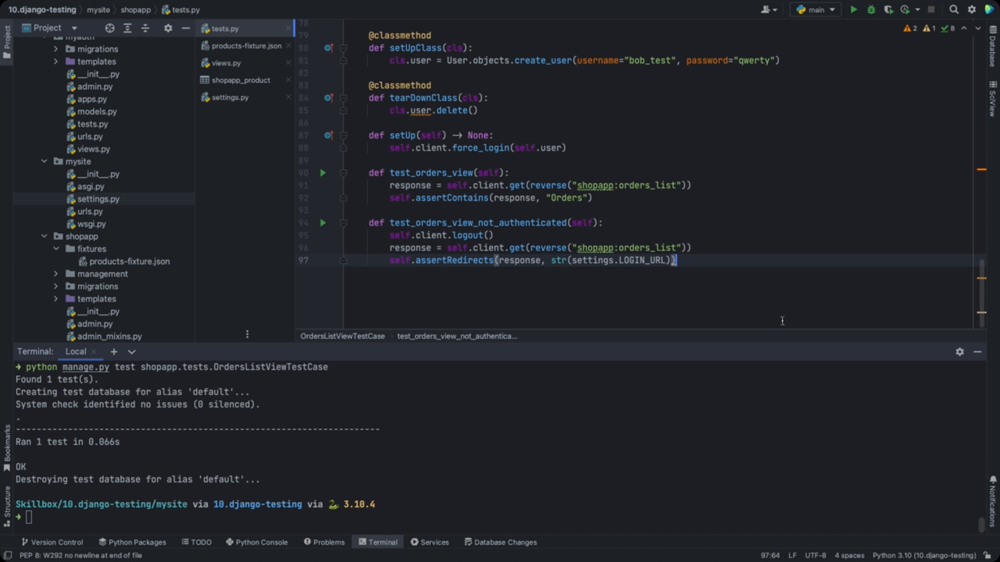 10.django-testing mysite shopapp tests.py
main
Project
tests.py
products-fixture.json
views.py
shopapp_product
settings.py
myauth
migrations
templates
__init__.py
admin.py
apps.py
models.py
tests.py
urls.py
views.py
mysite
__init__.py
asgi.py
settings.py
urls.py
wsgi.py
shopapp
fixtures
products-fixture.json
management
migrations
templates
__init__.py
admin.py
admin_mixins.py
2 1 8
78
79 @classmethod
80 def setUpClass(cls):
81 cls.user = User.objects.create_user(username="bob_test", password="qwerty")
82
83 @classmethod
84 def tearDownClass(cls):
85 cls.user.delete()
86
87 def setUp(self) → None:
88 self.client.force_login(self.user)
89
90 def test_orders_view(self):
91 response = self.client.get(reverse("shopapp:orders_list"))
92 self.assertContains(response, "Orders")
93
94 def test_orders_view_not_authenticated(self):
95 self.client.logout()
96 response = self.client.get(reverse("shopapp:orders_list"))
97 self.assertRedirects(response, str(settings.LOGIN_URL))
OrdersListViewTestCase test_orders_view_not_authentica...
Project
Bookmarks
Structure
Database
SciView
Notifications
Terminal: Local
➜ python manage.py test shopapp.tests.OrdersListViewTestCase
Found 1 test(s).
Creating test database for alias 'default'...
System check identified no issues (0 silenced).
.
----------------------------------------------------------------------
Ran 1 test in 0.066s
OK
Destroying test database for alias 'default'...
Skillbox/10.django-testing/mysite via 10.django-testing via 🐍 3.10.4
➜
Version Control Python Packages TODO Python Console Problems Terminal Services Database Changes
PEP 8: W292 no newline at end of file 97:64 LF UTF-8 4 spaces Python 3.10 (10.django-testing)